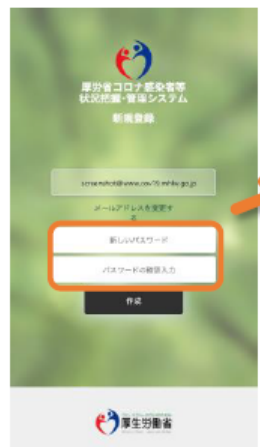 厚労省コロナ感染者等
状況把握・管理システム
新規登録
メールアドレスを変更す
る
新しいパスワード
パスワードの確認入力
作成
厚生労働省